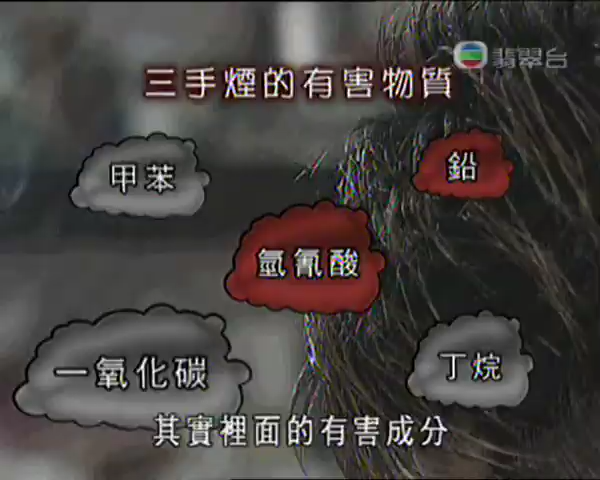 翡翠台
三手煙的有害物質
甲苯
鉛
氫氰酸
一氧化碳
丁烷
其實裡面的有害成分